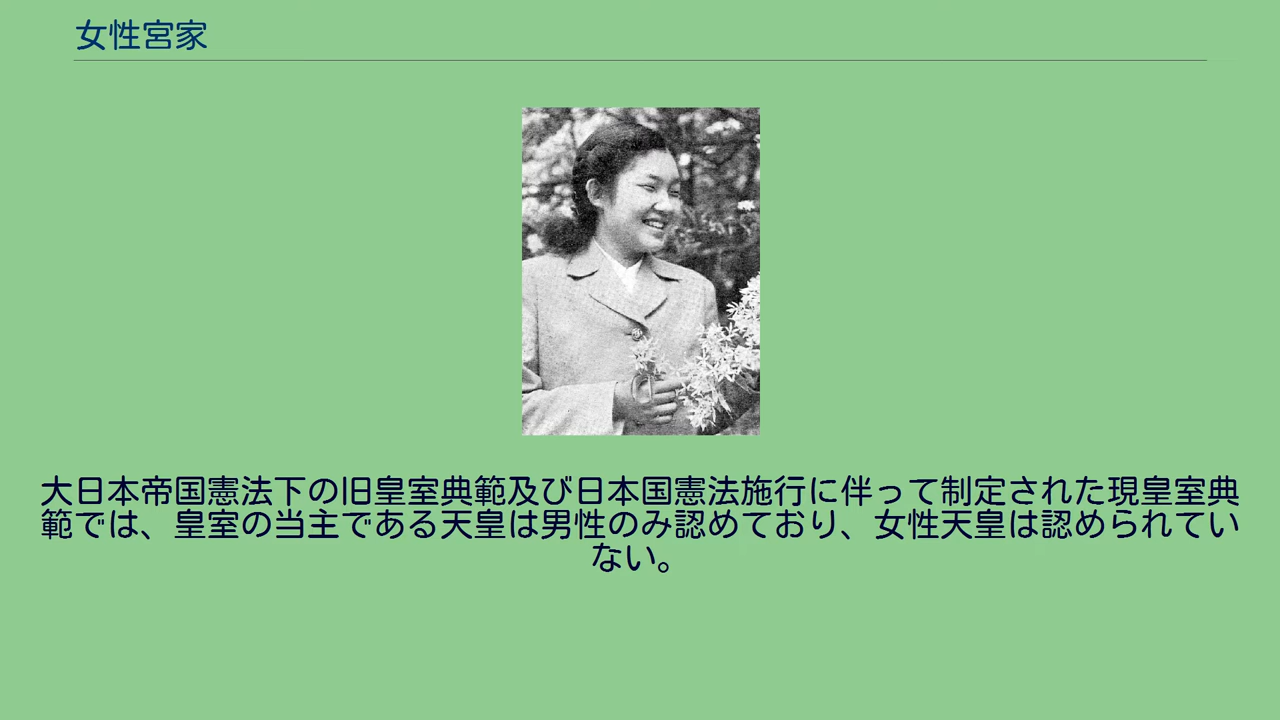 女性宮家
大日本帝国憲法下の旧皇室典範及び日本国憲法施行に伴って制定された現皇室典
範では、皇室の当主である天皇は男性のみ認めており、女性天皇は認められてい
ない。